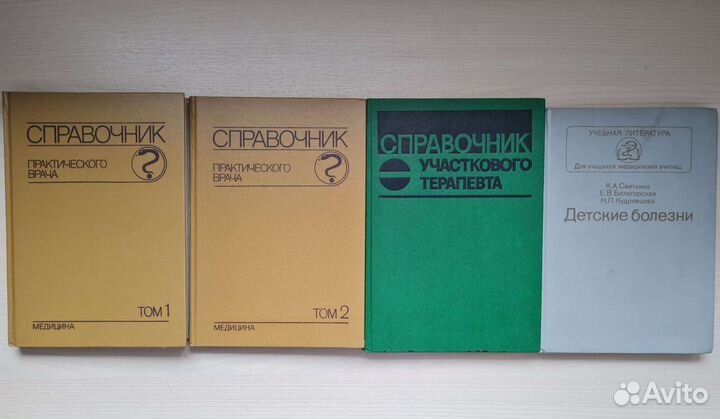 СПРАВОЧНИК
ПРАКТИЧЕСКОГО
ВРАЧА
?
ТОМ 1
МЕДИЦИНА
СПРАВОЧНИК
ПРАКТИЧЕСКОГО
ВРАЧА
?
ТОМ 2
МЕДИЦИНА
СПРАВОЧНИК
УЧАСТКОВОГО
ТЕРАПЕВТА
УЧЕБНАЯ ЛИТЕРАТУРА
Для учащихся медицинских училищ
К.А.Святкина
Е.В.Белогорская
Н.П.Кудрявцева
Детские болезни
Avito